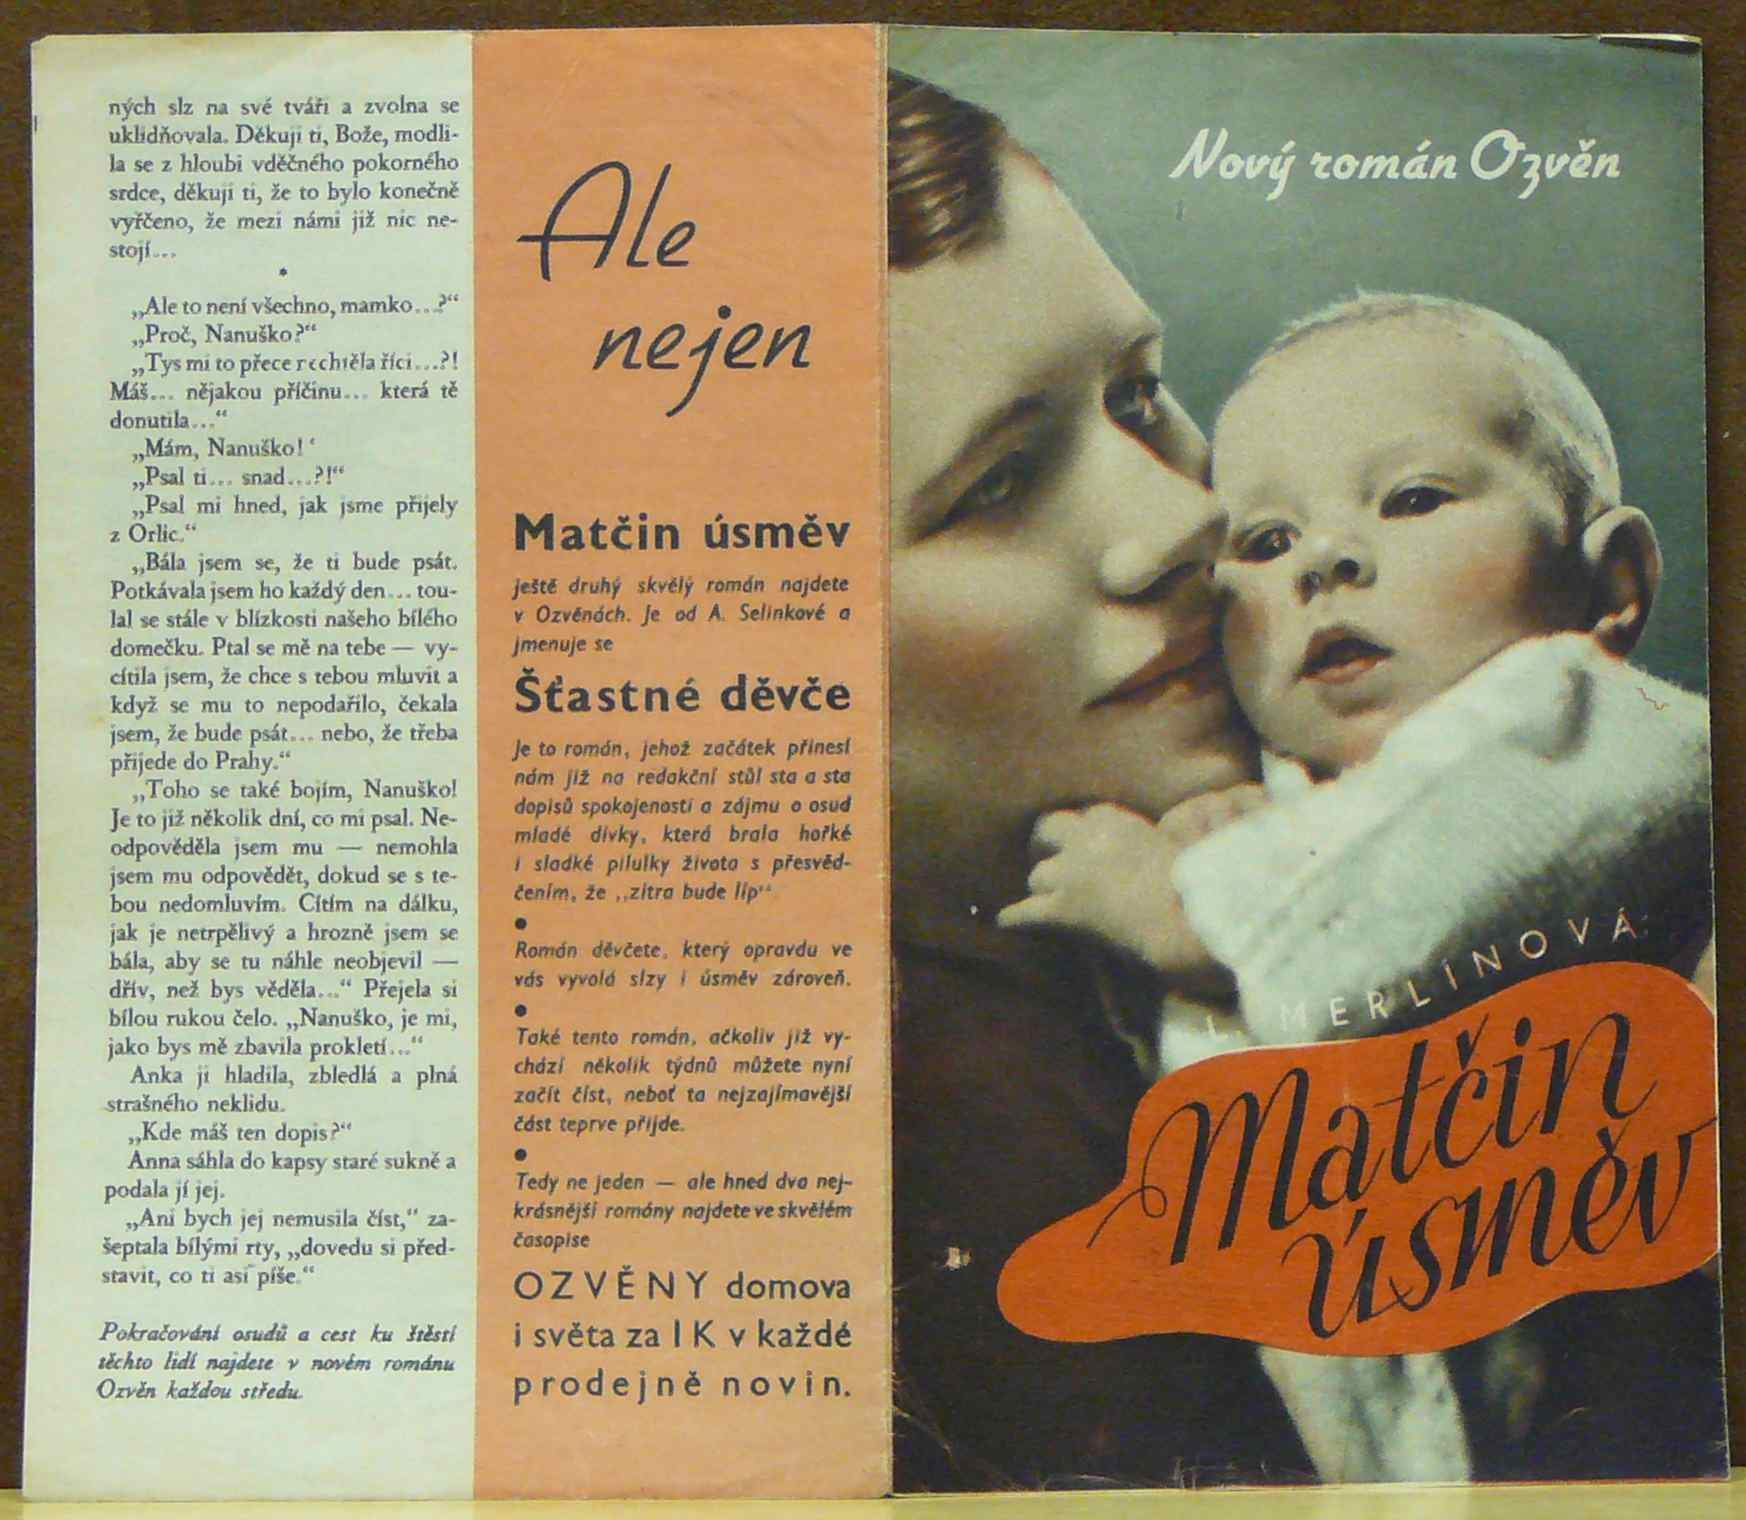 ných slz na své tváři a zvolna se
uklidňovala. Děkuji ti, Bože, modli-
la se z hloubi vděčného pokorného
srdce, děkuji ti, že to bylo konečně
vyřčeno, že mezi námi již nic ne-
stojí...
*
„Ale to není všechno, mamko...?“
„Proč, Nanuško?“
„Tys mi to přece nechtěla říci...?!
Máš... nějakou příčinu... která tě
donutila...“
„Mám, Nanuško!‘
„Psal ti... snad...?!“
„Psal mi hned, jak jsme přijely
z Orlic.“
„Bála jsem se, že ti bude psát.
Potkávala jsem ho každý den... tou-
lal se stále v blízkosti našeho bílého
domečku. Ptal se mě na tebe — vy-
cítila jsem, že chce s tebou mluvit a
když se mu to nepodařilo, čekala
jsem, že bude psát... nebo, že třeba
přijede do Prahy.“
„Toho se také bojím, Nanuško!
Je to již několik dní, co mi psal. Ne-
odpověděla jsem mu — nemohla
jsem mu odpovědět, dokud se s te-
bou nedomluvím. Cítím na dálku,
jak je netrpělivý a hrozně jsem se
bála, aby se tu náhle neobjevil —
dřív, než bys věděla...“ Přejela si
bílou rukou čelo. „Nanuško, je mi,
jako bys mě zbavila prokletí...“
Anka ji hladila, zbledlá a plná
strašného neklidu.
„Kde máš ten dopis?“
Anna sáhla do kapsy staré sukně a
podala jí jej.
„Ani bych jej nemusila číst,“ za-
šeptala bílými rty, „dovedu si před-
stavit, co ti asi píše.“
Pokračování osudů a cest ku štěstí
těchto lidí najdete v novém románu
Ozvěn každou středu.
Ale
nejen
Matčin úsměv
ještě druhý skvělý román najdete
v Ozvěnách. Je od A. Selinkové a
jmenuje se
Šťastné děvče
Je to román, jehož začátek přinesl
nám již na redakční stůl sta a sta
dopisů spokojenosti a zájmu o osud
mladé dívky, která brala hořké
i sladké pilulky života s přesvěd-
čením, že „zítra bude líp“
●
Román děvčete, který opravdu ve
vás vyvolá slzy i úsměv zároveň.
●
Také tento román, ačkoliv již vy-
chází několik týdnů můžete nyní
začít číst, neboť ta nejzajímavější
část teprve přijde.
●
Tedy ne jeden — ale hned dva nej-
krásnější romány najdete ve skvělém
časopise
OZVĚNY domova
i světa za 1 K v každé
prodejně novin.
Nový román Ozvěn
L. MERLÍNOVÁ:
Matčin
úsměv